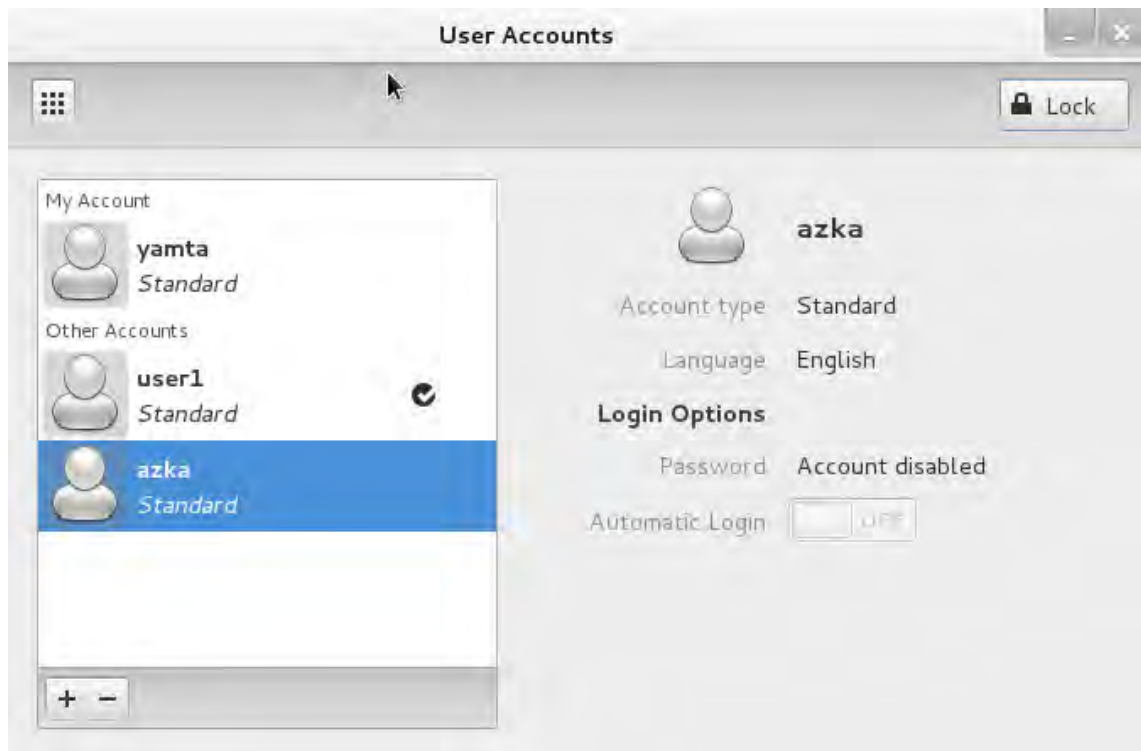 User Accounts
Lock
My Account
yamta
Standard
Other Accounts
user1
Standard
azka
Standard
azka
Account type Standard
Language English
Login Options
Password Account disabled
Automatic Login OFF